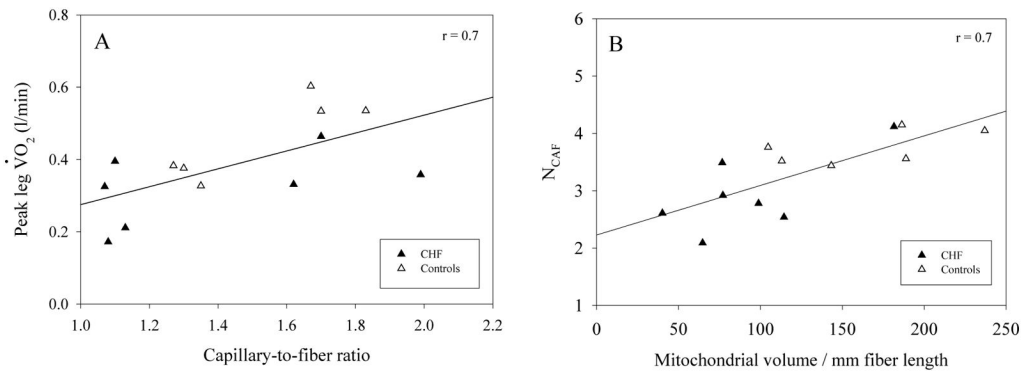 A
r = 0.7
Peak leg V̇O₂ (l/min)
0.8
0.6
0.4
0.2
0.0
CHF
Controls
1.0 1.2 1.4 1.6 1.8 2.0 2.2
Capillary-to-fiber ratio
B
r = 0.7
N_CAF
6
5
4
3
2
1
CHF
Controls
0 50 100 150 200 250
Mitochondrial volume / mm fiber length